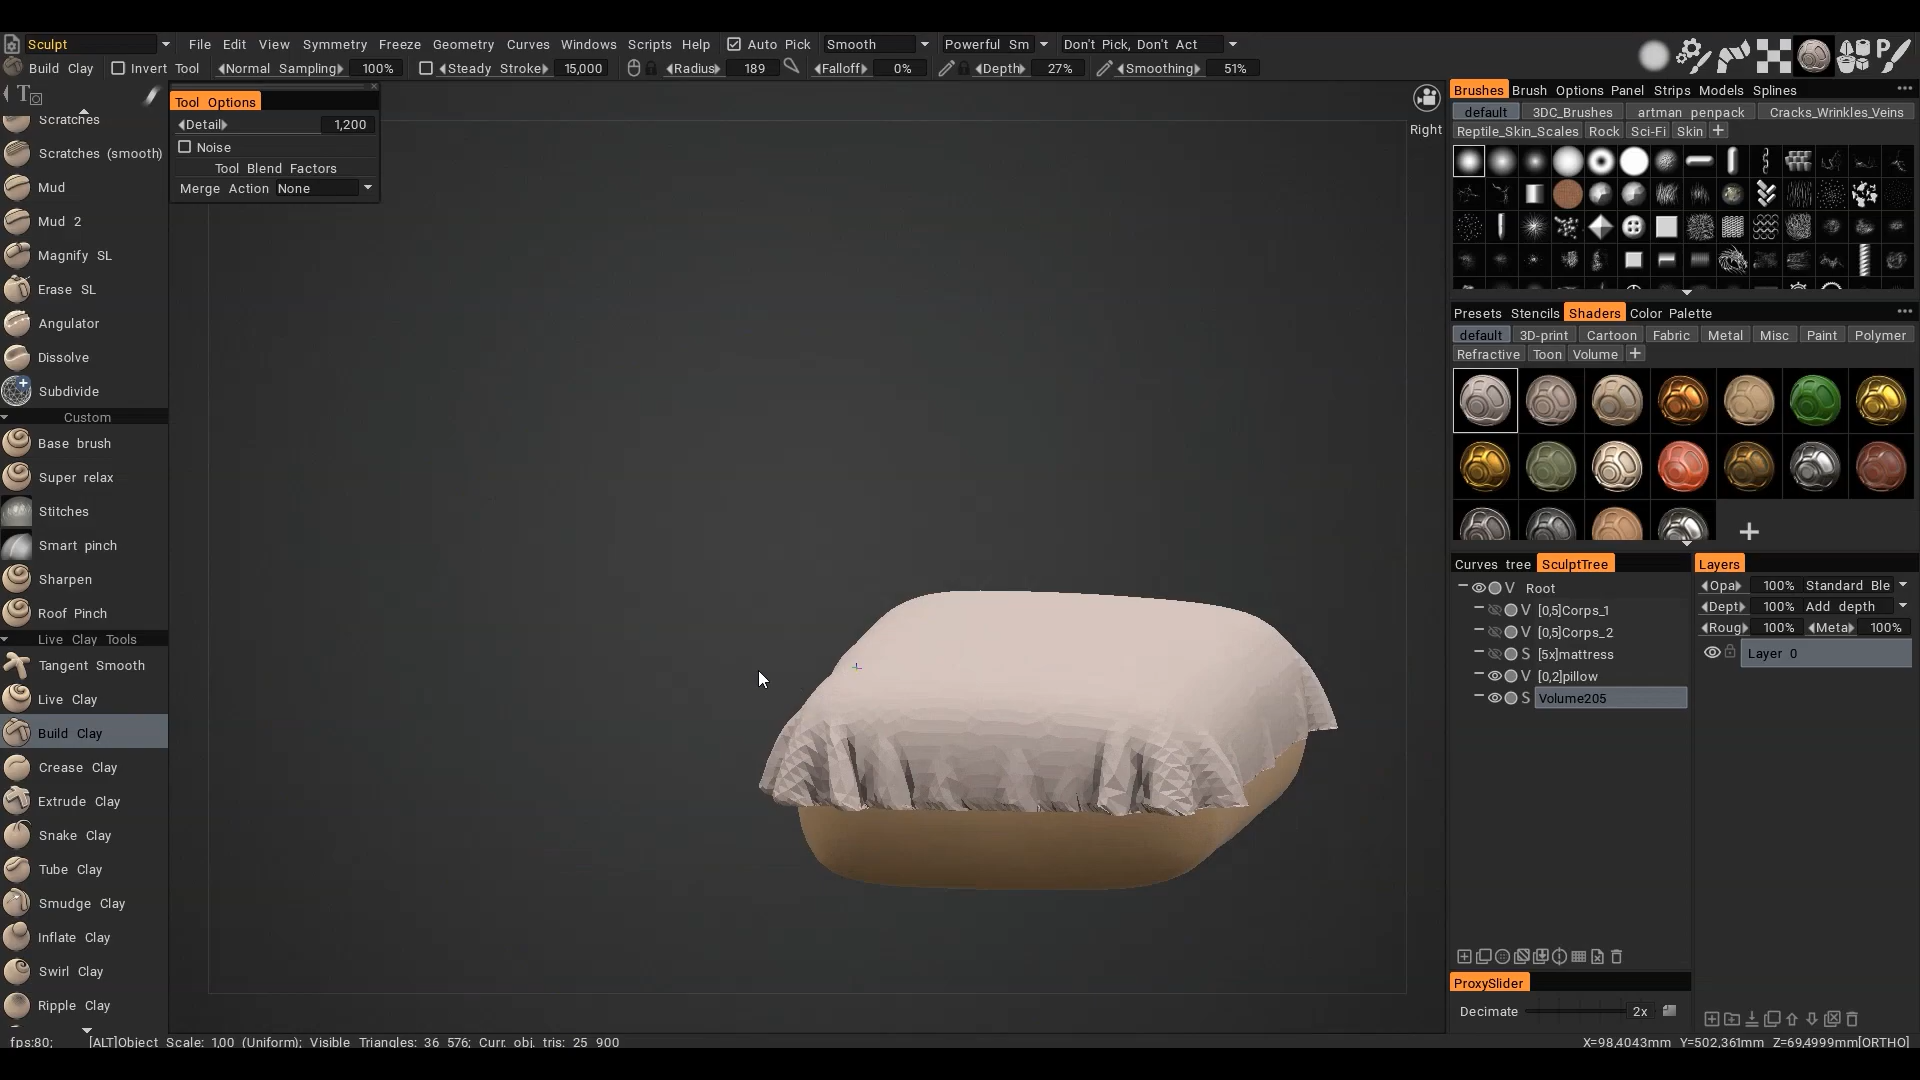 Sculpt File Edit View Symmetry Freeze Geometry Curves Windows Scripts Help Auto Pick Smooth Powerful Sm Don't Pick, Don't Act
Build Clay Invert Tool Normal Sampling 100% Steady Stroke 15,000 Radius 189 Falloff 0% Depth 27% Smoothing 51%
Tool Options
Detail 1,200
Noise
Tool Blend Factors
Merge Action None
Right
Scratches
Scratches (smooth)
Mud
Mud 2
Magnify SL
Erase SL
Angulator
Dissolve
Subdivide
Custom
Base brush
Super relax
Stitches
Smart pinch
Sharpen
Roof Pinch
Live Clay Tools
Tangent Smooth
Live Clay
Build Clay
Crease Clay
Extrude Clay
Snake Clay
Tube Clay
Smudge Clay
Inflate Clay
Swirl Clay
Ripple Clay
Brushes Brush Options Panel Strips Models Splines
default 3DC_Brushes artman penpack Cracks_Wrinkles_Veins
Reptile_Skin_Scales Rock Sci-Fi Skin +
Presets Stencils Shaders Color Palette
default 3D-print Cartoon Fabric Metal Misc Paint Polymer
Refractive Toon Volume +
Curves tree SculptTree
V Root
V [0,5]Corps_1
V [0,5]Corps_2
S [5x]mattress
V [0,2]pillow
S Volume205
Layers
Opa 100% Standard Ble
Dept 100% Add depth
Roug 100% Meta 100%
Layer 0
ProxySlider
Decimate 2x
fps:80; [ALT]Object Scale: 1,00 (Uniform); Visible Triangles: 36 576; Curr. obj. tris: 25 900
X=98,4043mm Y=502,361mm Z=69,4999mm[ORTHO]